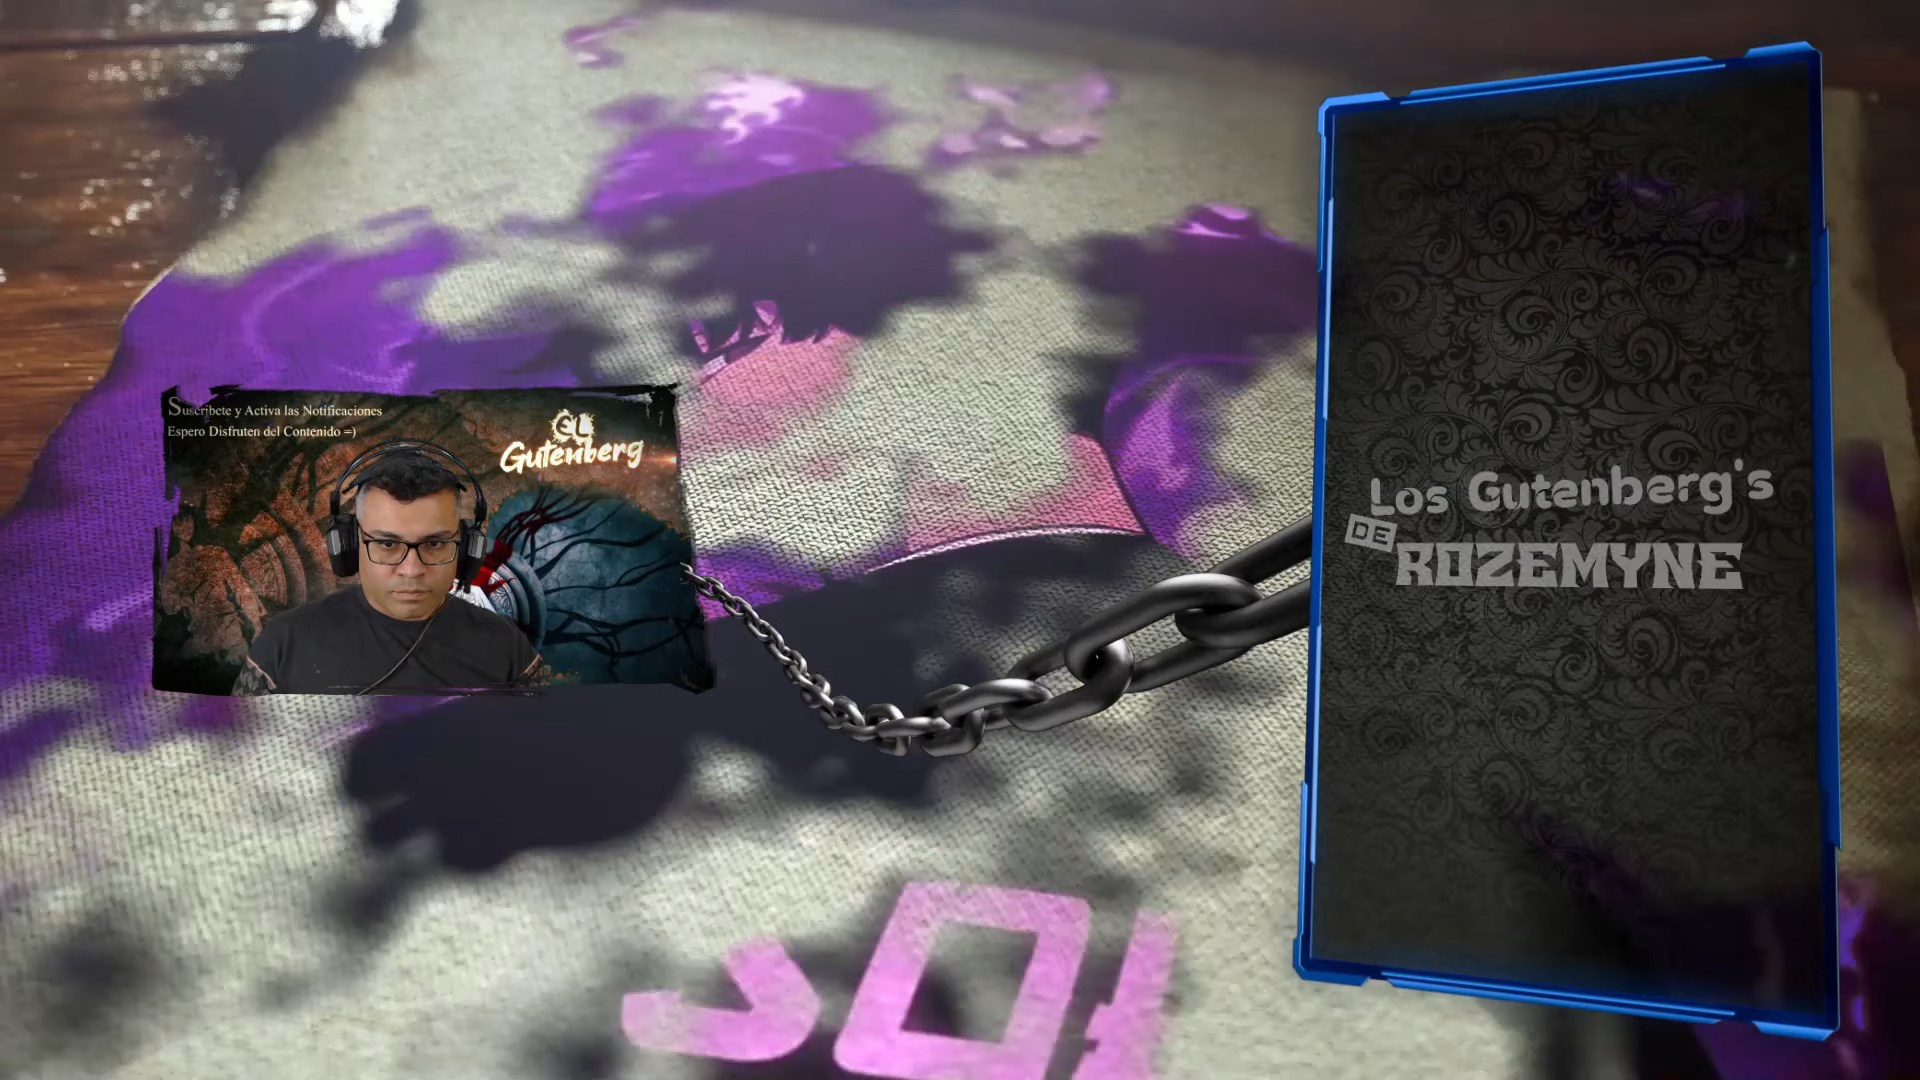 Suscribete y Activa las Notificaciones
Espero Disfruten del Contenido =)
EL
Gutenberg
Los Gutenberg's
DE
ROZEMYNE